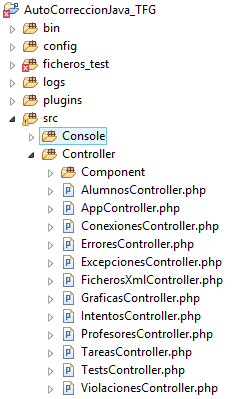 AutoCorreccionJava_TFG
bin
config
ficheros_test
logs
plugins
src
Console
Controller
Component
AlumnosController.php
AppController.php
ConexionesController.php
ErroresController.php
ExcepcionesController.php
FicherosXmlController.php
GraficasController.php
IntentosController.php
ProfesoresController.php
TareasController.php
TestsController.php
ViolacionesController.php